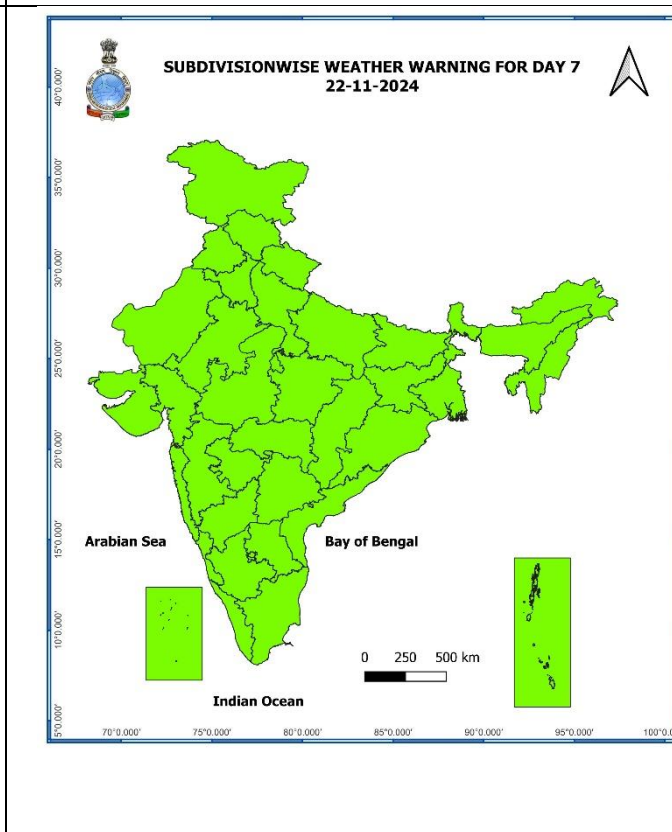 SUBDIVISIONWISE WEATHER WARNING FOR DAY 7
22-11-2024
40°0.000'
35°0.000'
30°0.000'
25°0.000'
20°0.000'
15°0.000'
10°0.000'
5°0.000'
Arabian Sea
Bay of Bengal
0 250 500 km
Indian Ocean
70°0.000' 75°0.000' 80°0.000' 85°0.000' 90°0.000' 95°0.000' 100°0.0